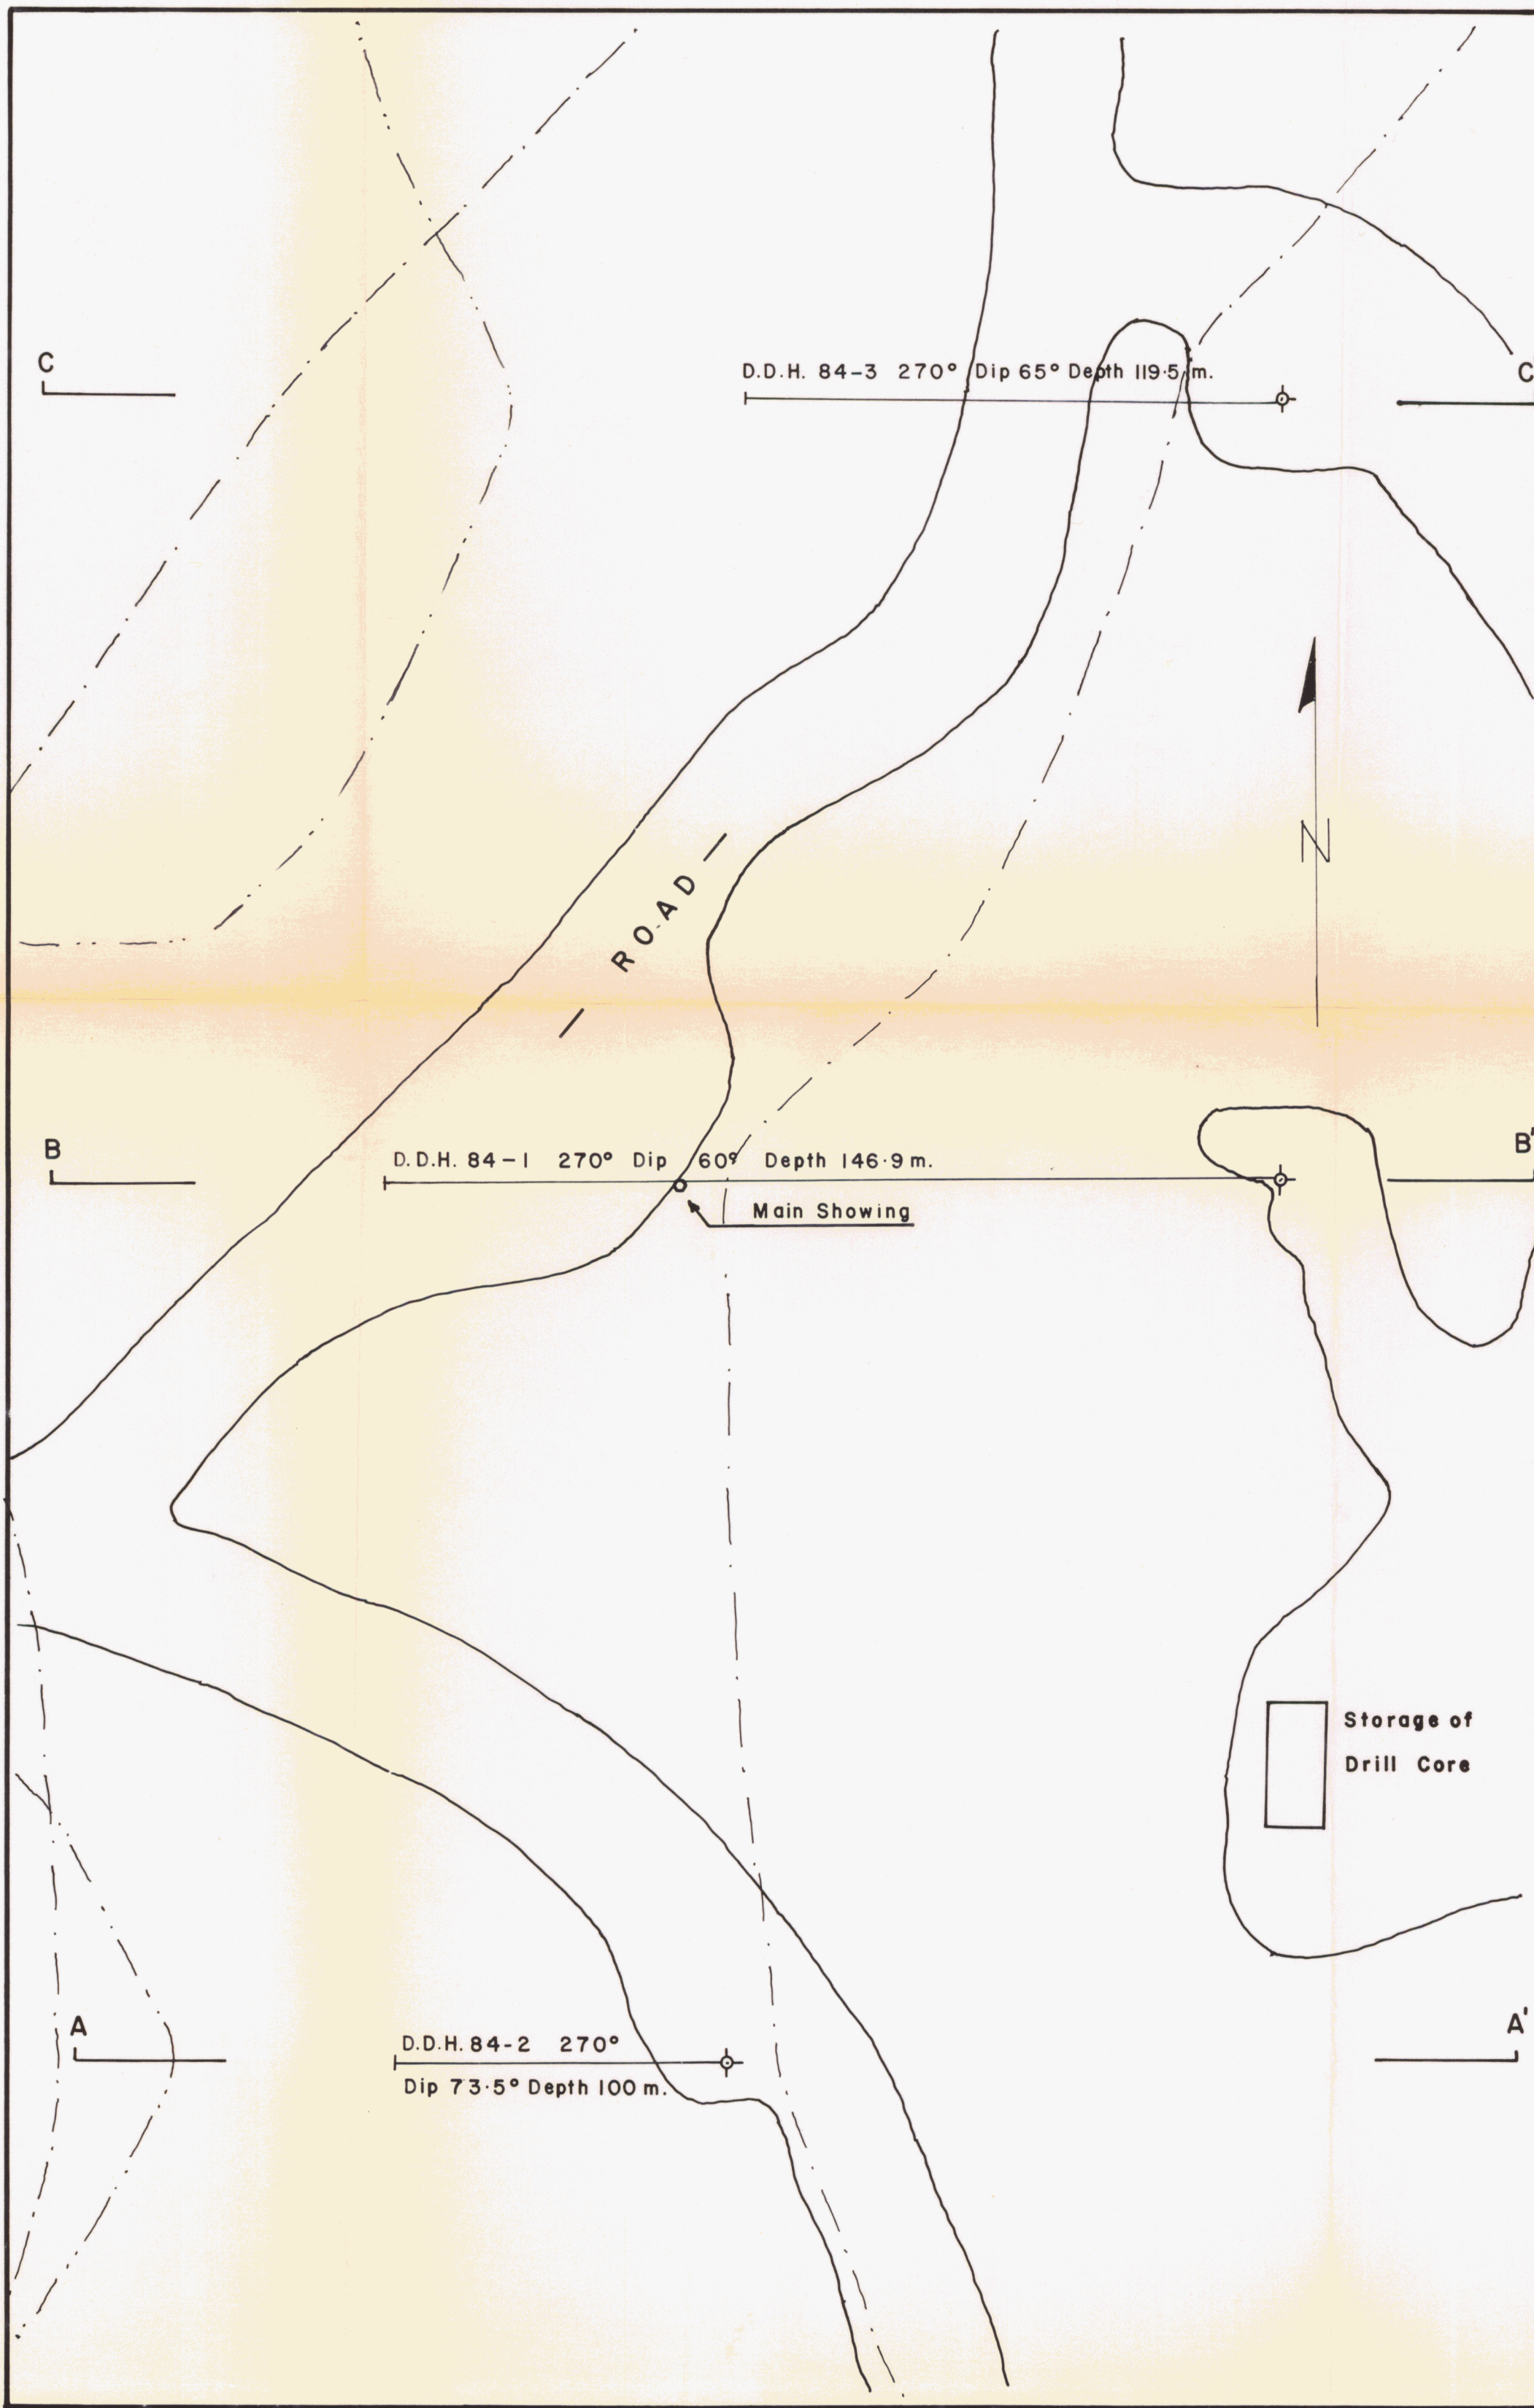 C
D.D.H. 84-3 270° Dip 65° Depth 119·5 m.
C
— ROAD —
N
B
D.D.H. 84-1 270° Dip 60° Depth 146·9 m.
B'
Main Showing
Storage of
Drill Core
A
D.D.H. 84-2 270°
Dip 73·5° Depth 100 m.
A'